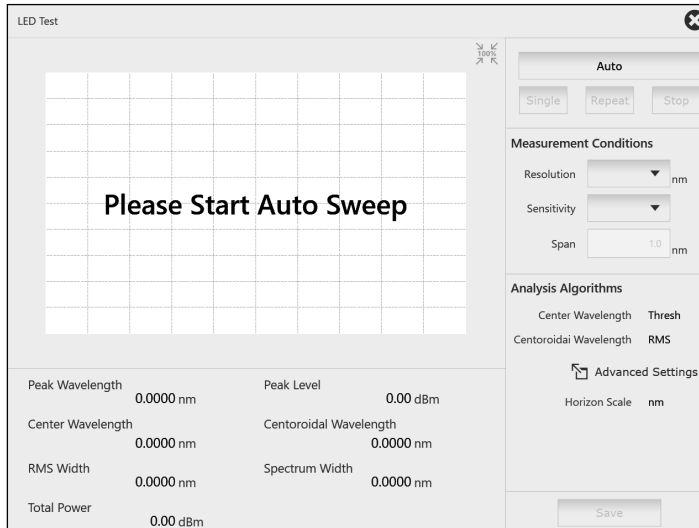 LED Test
100%
Please Start Auto Sweep
Auto
Single Repeat Stop
Measurement Conditions
Resolution nm
Sensitivity
Span 1.0 nm
Analysis Algorithms
Center Wavelength Thresh
Centoroidai Wavelength RMS
Advanced Settings
Horizon Scale nm
Save
Peak Wavelength
0.0000 nm
Peak Level
0.00 dBm
Center Wavelength
0.0000 nm
Centoroidal Wavelength
0.0000 nm
RMS Width
0.0000 nm
Spectrum Width
0.0000 nm
Total Power
0.00 dBm